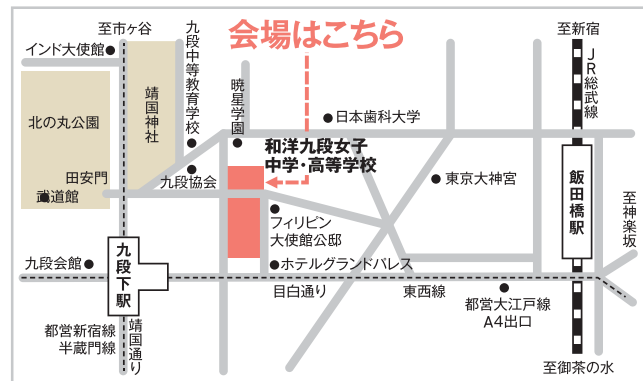 至市ヶ谷
会場はこちら
至新宿
インド大使館
JR総武線
九段中等教育学校
暁星学園
靖国神社
日本歯科大学
北の丸公園
和洋九段女子
中学・高等学校
田安門
九段協会
東京大神宮
飯田橋駅
武道館
至神楽坂
フィリピン
大使館公邸
九段会館
九段下駅
ホテルグランドパレス
目白通り
東西線
都営大江戸線
A4出口
都営新宿線
半蔵門線
靖国通り
至御茶の水